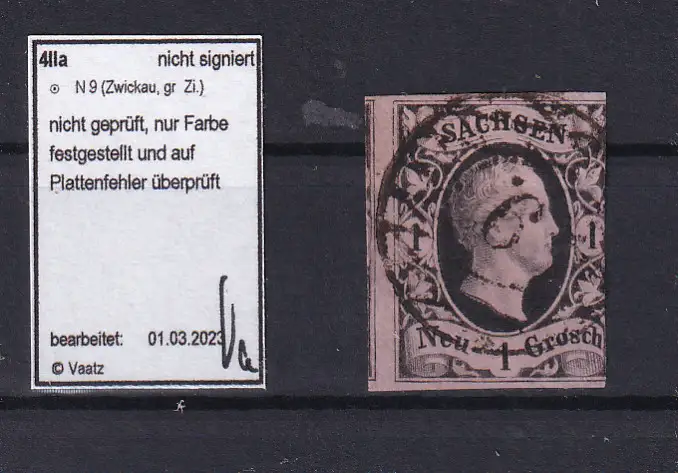 4IIa nicht signiert
⊙ N 9 (Zwickau, gr Zi.)
nicht geprüft, nur Farbe
festgestellt und auf
Plattenfehler überprüft
bearbeitet: 01.03.2023
© Vaatz
SACHSEN
1 1
Neu- 1 Grosch